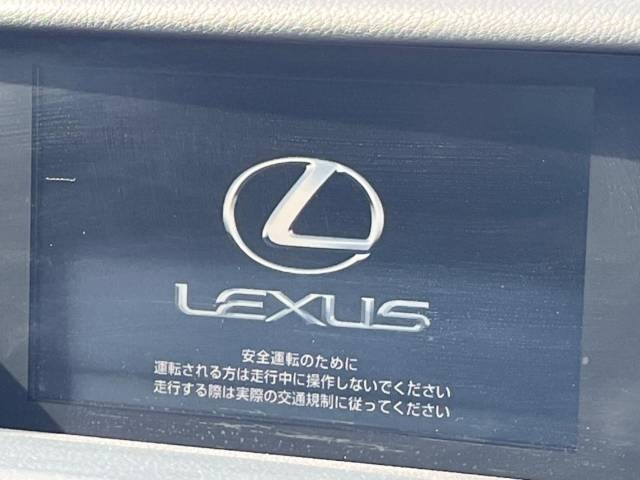 LEXUS
安全運転のために
運転される方は走行中に操作しないでください
走行する際は実際の交通規制に従ってください